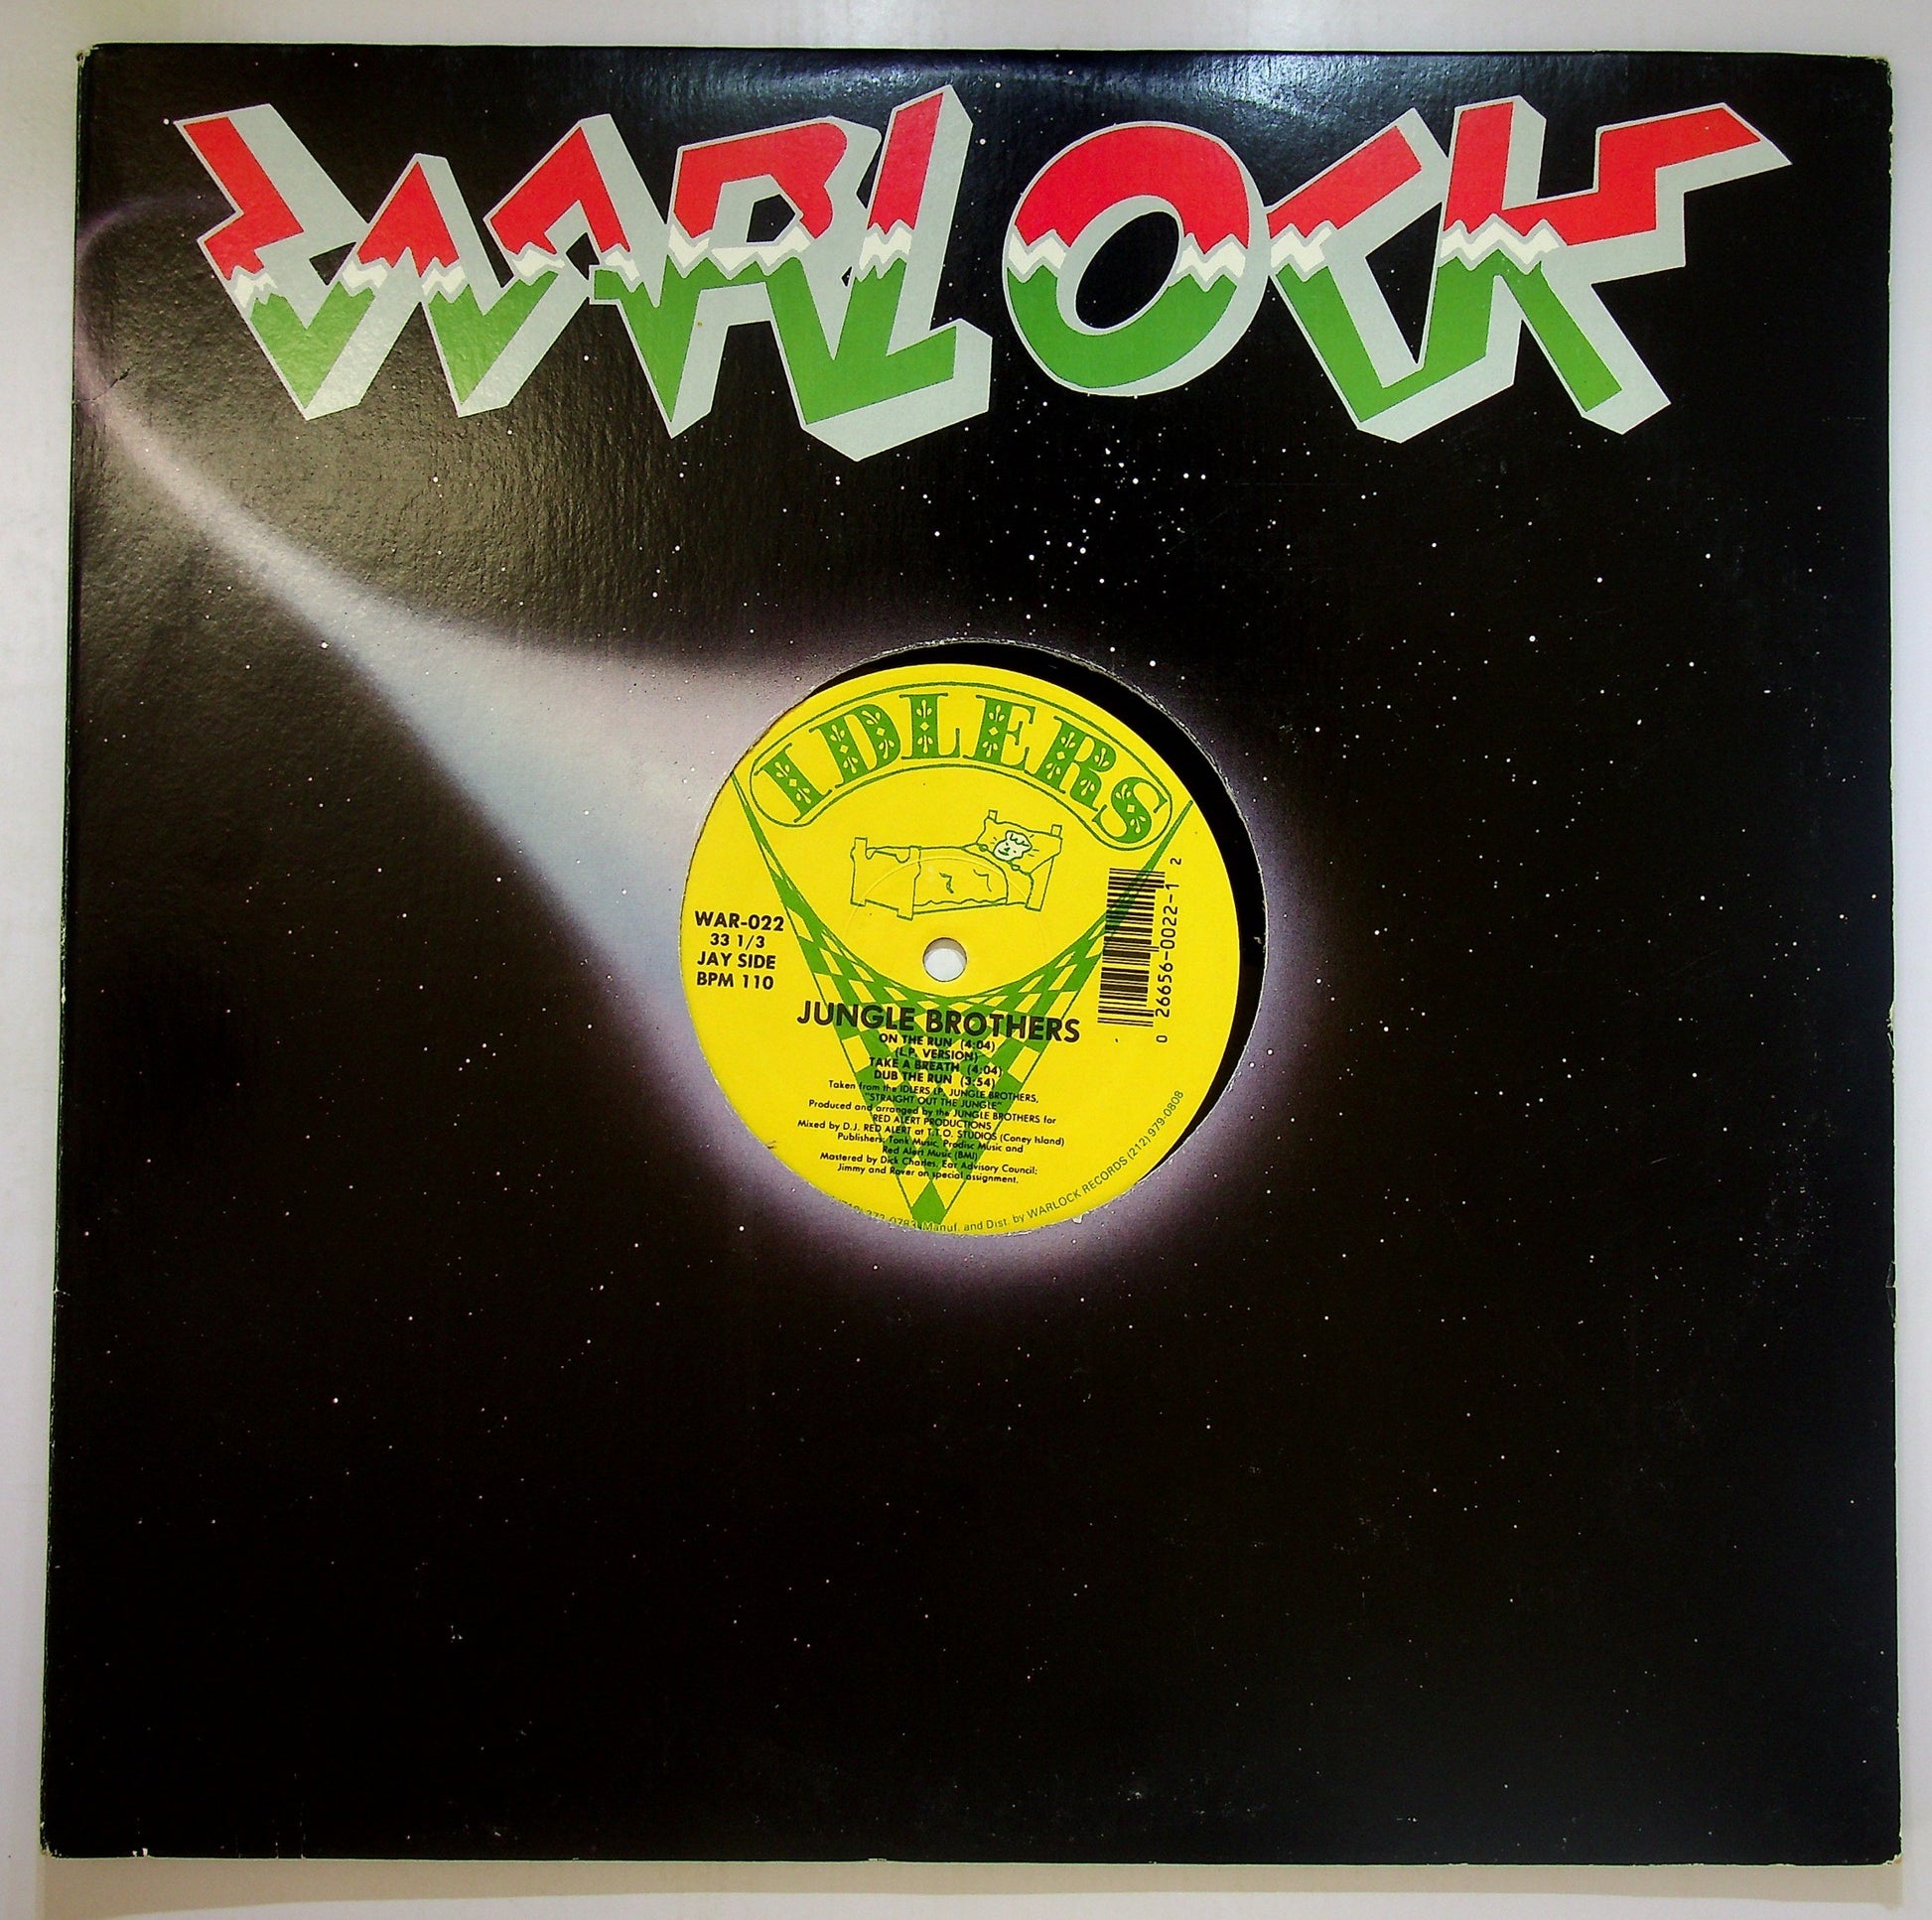 WARLOCK
IDLERS
WAR-022
33 1/3
JAY SIDE
BPM 110
0 26656-0022-1 2
JUNGLE BROTHERS
ON THE RUN (4:04)
(L.P. VERSION)
TAKE A BREATH (4:04)
DUB THE RUN (3:54)
Taken from the IDLERS LP, JUNGLE BROTHERS,
"STRAIGHT OUT THE JUNGLE"
Produced and arranged by the JUNGLE BROTHERS for
RED ALERT PRODUCTIONS
Mixed by D.J. RED ALERT at T.T.O. STUDIOS (Coney Island)
Publishers: Tonk Music, Prodisc Music and
Red Alert Music (BMI)
Mastered by Dick Charles, Ear Advisory Council:
Jimmy and Rover on special assignment.
Manuf. and Dist. by WARLOCK RECORDS (212) 979-0808